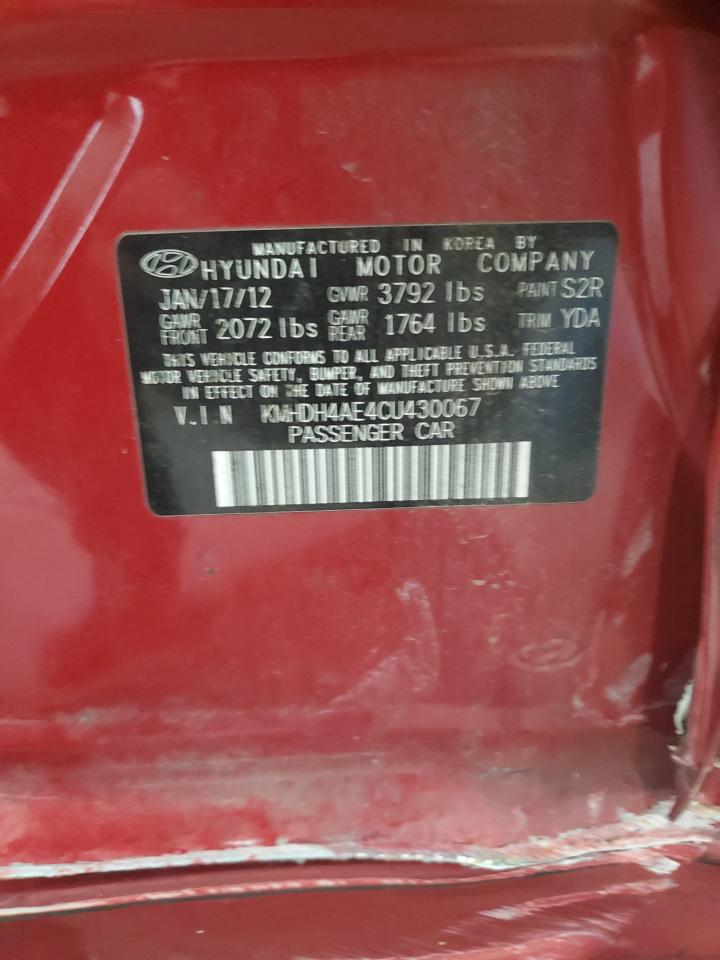 MANUFACTURED IN KOREA BY
HYUNDAI MOTOR COMPANY
JAN/17/12 GVWR 3792 lbs PAINT S2R
GAWR FRONT 2072 lbs GAWR REAR 1764 lbs TRIM YDA
THIS VEHICLE CONFORMS TO ALL APPLICABLE U.S.A. FEDERAL
MOTOR VEHICLE SAFETY, BUMPER, AND THEFT PREVENTION STANDARDS
IN EFFECT ON THE DATE OF MANUFACTURE SHOWN ABOVE
V.I N KMHDH4AE4CU430067
PASSENGER CAR